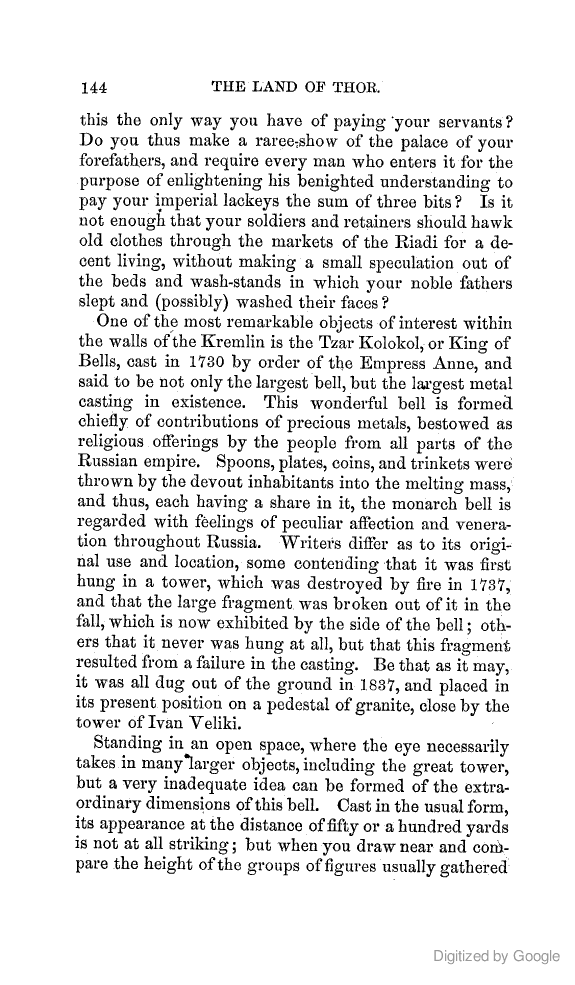 144 THE LAND OF THOR.
this the only way you have of paying your servants?
Do you thus make a raree-show of the palace of your
forefathers, and require every man who enters it for the
purpose of enlightening his benighted understanding to
pay your imperial lackeys the sum of three bits? Is it
not enough that your soldiers and retainers should hawk
old clothes through the markets of the Riadi for a de-
cent living, without making a small speculation out of
the beds and wash-stands in which your noble fathers
slept and (possibly) washed their faces?
One of the most remarkable objects of interest within
the walls of the Kremlin is the Tzar Kolokol, or King of
Bells, cast in 1730 by order of the Empress Anne, and
said to be not only the largest bell, but the largest metal
casting in existence. This wonderful bell is formed
chiefly of contributions of precious metals, bestowed as
religious offerings by the people from all parts of the
Russian empire. Spoons, plates, coins, and trinkets were
thrown by the devout inhabitants into the melting mass,
and thus, each having a share in it, the monarch bell is
regarded with feelings of peculiar affection and venera-
tion throughout Russia. Writers differ as to its origi-
nal use and location, some contending that it was first
hung in a tower, which was destroyed by fire in 1737,
and that the large fragment was broken out of it in the
fall, which is now exhibited by the side of the bell; oth-
ers that it never was hung at all, but that this fragment
resulted from a failure in the casting. Be that as it may,
it was all dug out of the ground in 1837, and placed in
its present position on a pedestal of granite, close by the
tower of Ivan Veliki.
Standing in an open space, where the eye necessarily
takes in many larger objects, including the great tower,
but a very inadequate idea can be formed of the extra-
ordinary dimensions of this bell. Cast in the usual form,
its appearance at the distance of fifty or a hundred yards
is not at all striking; but when you draw near and com-
pare the height of the groups of figures usually gathered
Digitized by Google